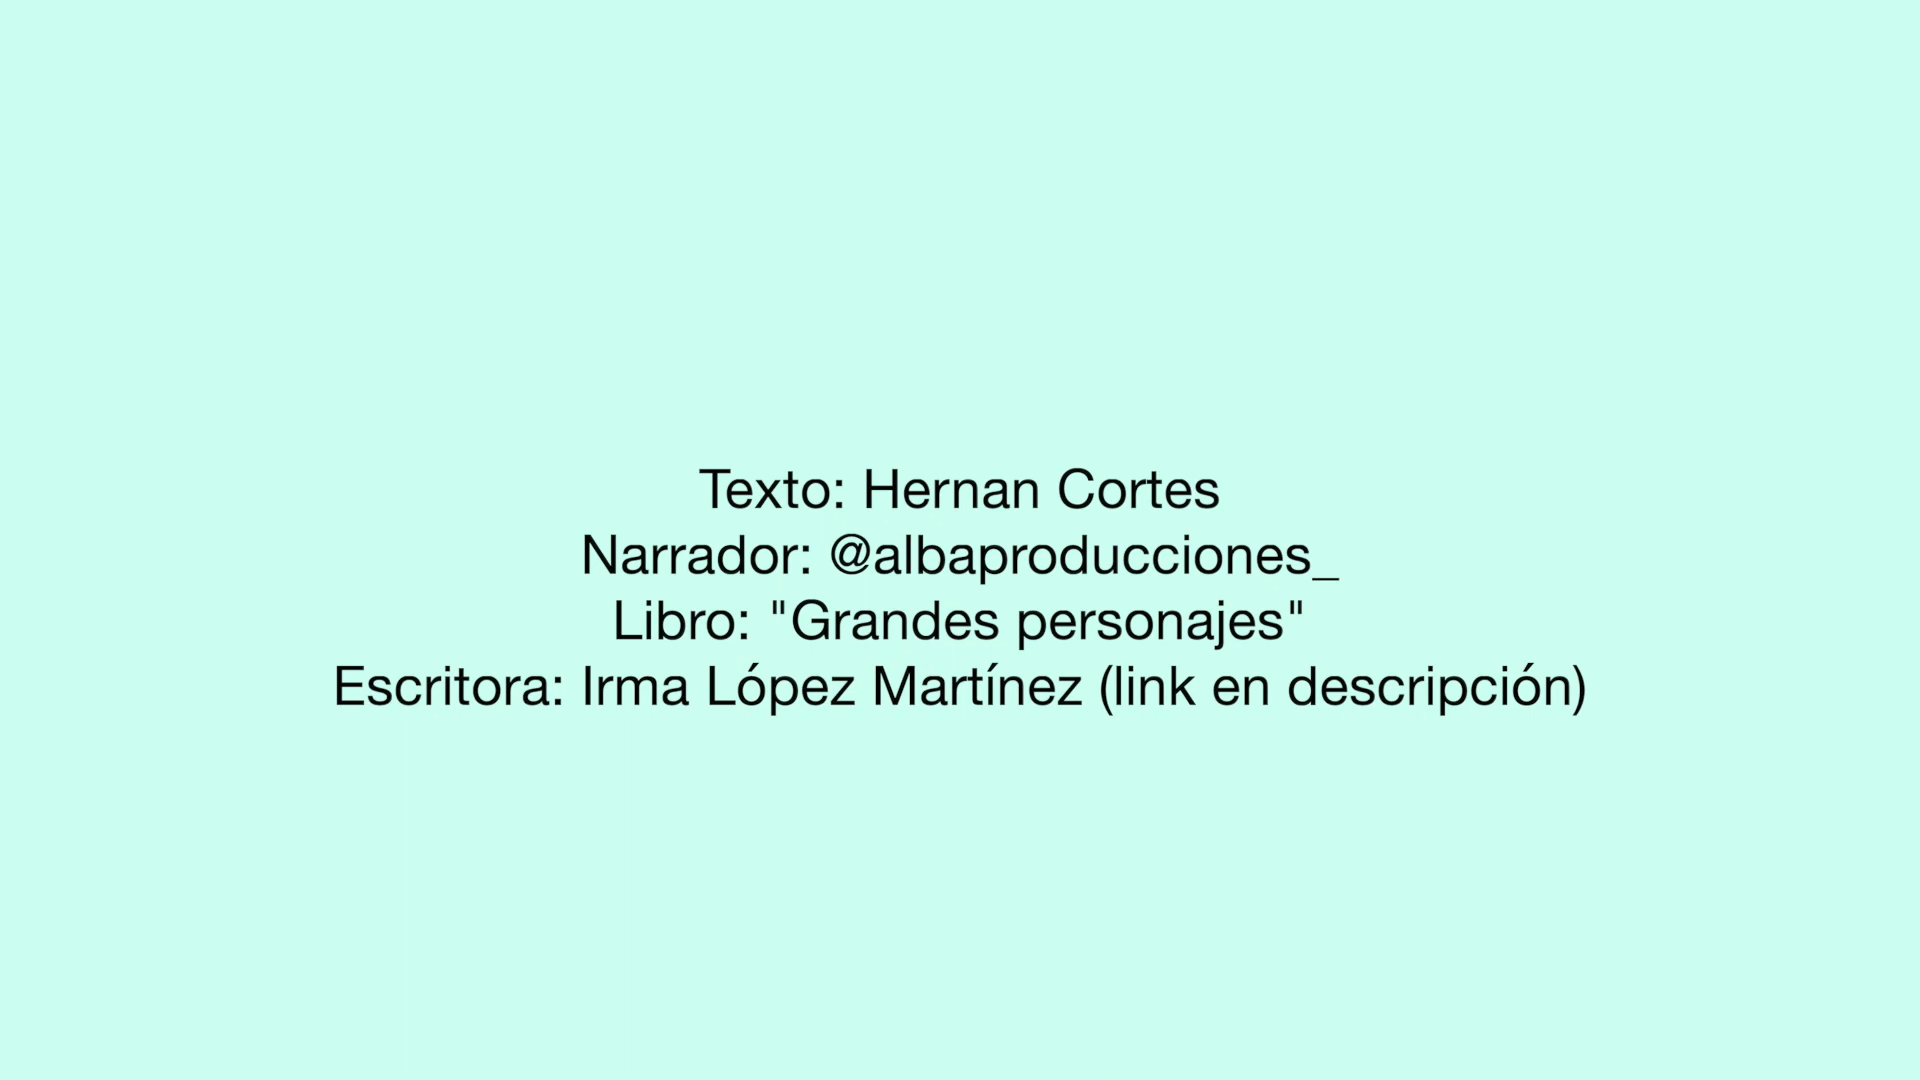 Texto: Hernan Cortes
Narrador: @albaproducciones_
Libro: "Grandes personajes"
Escritora: Irma López Martínez (link en descripción)